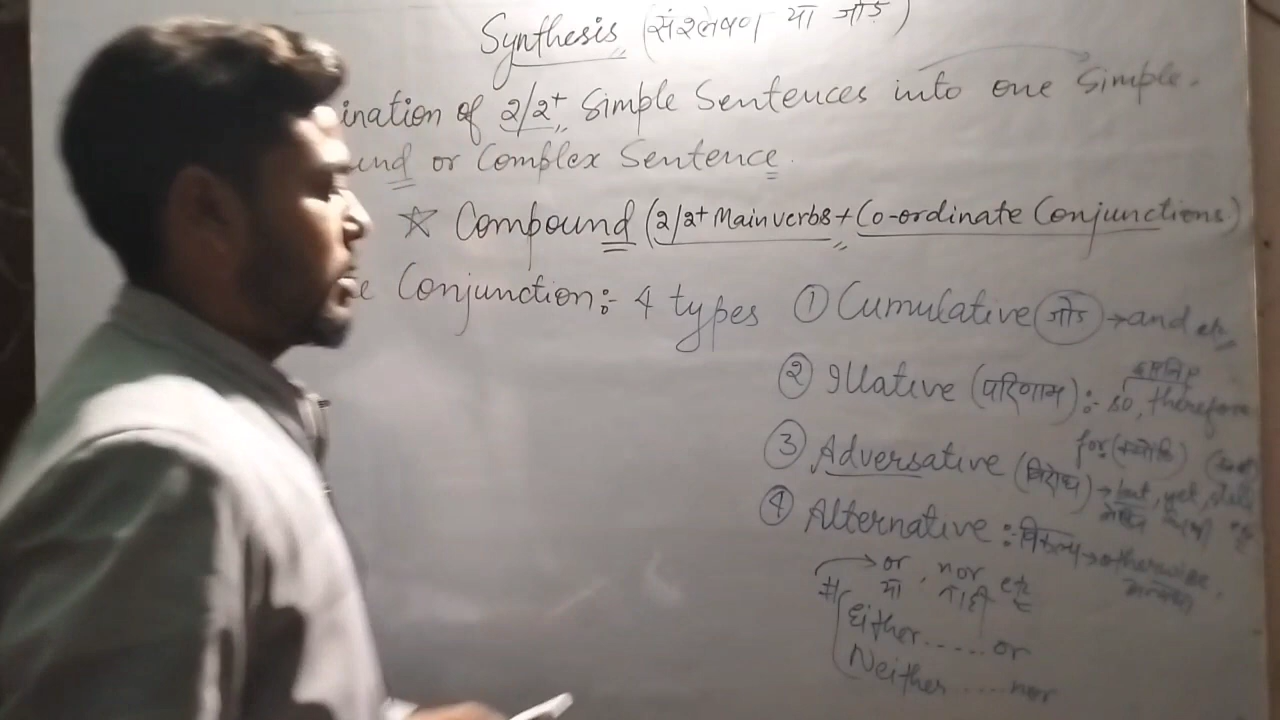 Synthesis (संश्लेषण या जोड़)
ination of 2/2+ Simple Sentences into one Simple.
und or Complex Sentence.
☆ Compound (2/2+ Main verbs + Co-ordinate Conjunctions)
e Conjunction:- 4 types ① Cumulative (जोड़) → and etc,
इसलिए
② Illative (परिणाम) :- so, therefore
for (क्योंकि)
③ Adversative (विरोध) → but, yet, still
④ Alternative : विकल्प → otherwise,
or, nor etc
या
# Either......or
Neither.....nor